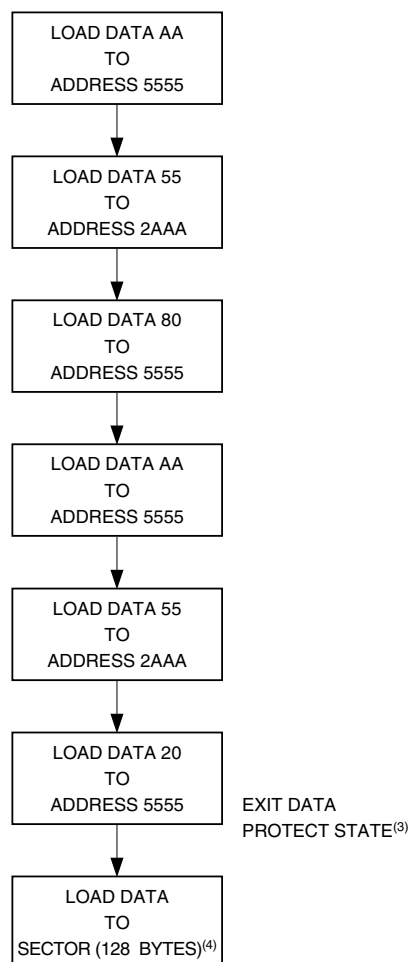 LOAD DATA AA
TO
ADDRESS 5555
LOAD DATA 55
TO
ADDRESS 2AAA
LOAD DATA 80
TO
ADDRESS 5555
LOAD DATA AA
TO
ADDRESS 5555
LOAD DATA 55
TO
ADDRESS 2AAA
LOAD DATA 20
TO
ADDRESS 5555
EXIT DATA
PROTECT STATE(3)
LOAD DATA
TO
SECTOR (128 BYTES)(4)